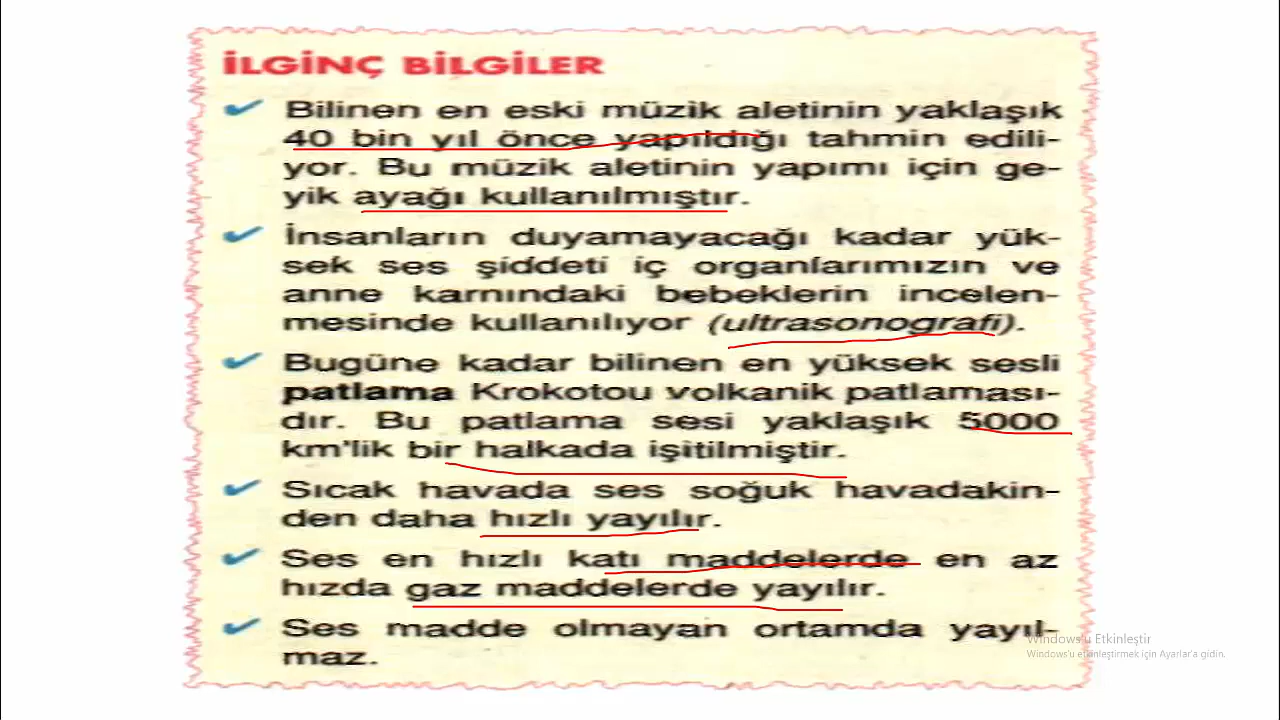 İLGİNÇ BİLGİLER
Bilinen en eski müzik aletinin yaklaşık
40 bin yıl önce yapıldığı tahmin edili-
yor. Bu müzik aletinin yapımı için ge-
yik ayağı kullanılmıştır.
İnsanların duyamayacağı kadar yük-
sek ses şiddeti iç organlarımızın ve
anne karnındaki bebeklerin incelen-
mesinde kullanılıyor (ultrasonografi).
Bugüne kadar bilinen en yüksek sesli
patlama Krokotou volkanik patlaması-
dır. Bu patlama sesi yaklaşık 5000
km'lik bir halkada işitilmiştir.
Sıcak havada ses soğuk havadakin-
den daha hızlı yayılır.
Ses en hızlı katı maddelerde en az
hızda gaz maddelerde yayılır.
Ses madde olmayan ortamda yayıl-
maz.
Windows'u Etkinleştir
Windows'u etkinleştirmek için Ayarlar'a gidin.